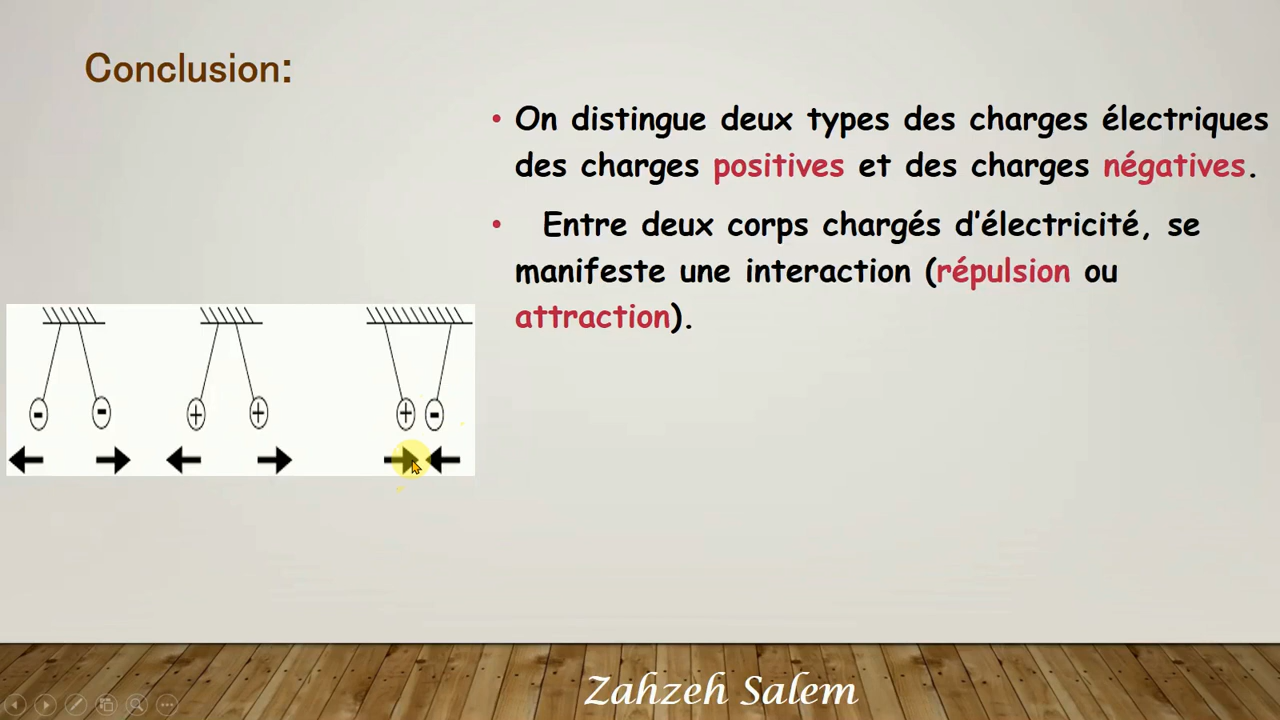 Conclusion:
• On distingue deux types des charges électriques
des charges positives et des charges négatives.
• Entre deux corps chargés d’électricité, se
manifeste une interaction (répulsion ou
attraction).
- - + + + -
Zahzeh Salem